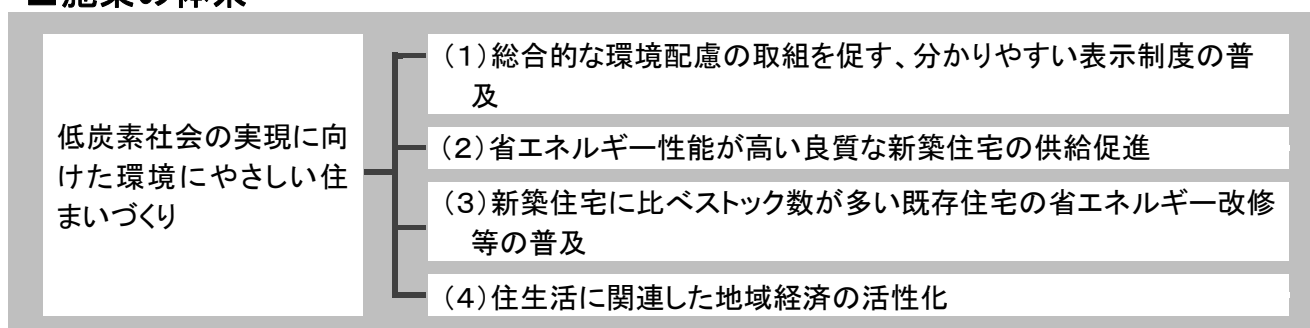 ■施策の体系
低炭素社会の実現に向
けた環境にやさしい住
まいづくり
（１）総合的な環境配慮の取組を促す、分かりやすい表示制度の普
及
（２）省エネルギー性能が高い良質な新築住宅の供給促進
（３）新築住宅に比べストック数が多い既存住宅の省エネルギー改修
等の普及
（４）住生活に関連した地域経済の活性化